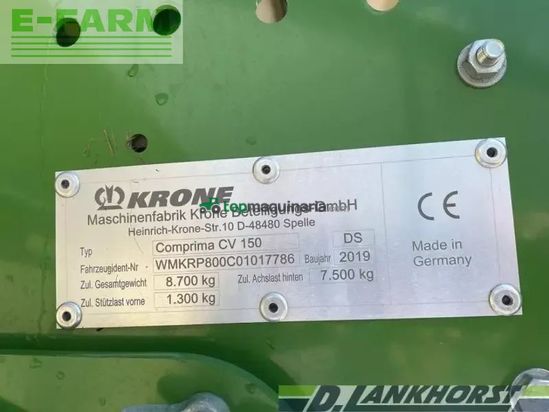 E-FARM
KRONE
Maschinenfabrik Krone Beteiligungs-GmbH
topmaquinaria
Heinrich-Krone-Str.10 D-48480 Spelle
Typ Comprima CV 150 DS
Fahrzeugident-Nr WMKRP800C01017786 Baujahr 2019
Zul. Gesamtgewicht 8.700 kg Zul. Achslast hinten 7.500 kg
Zul. Stützlast vorne 1.300 kg
CE
Made in
Germany
D.LANKHORST